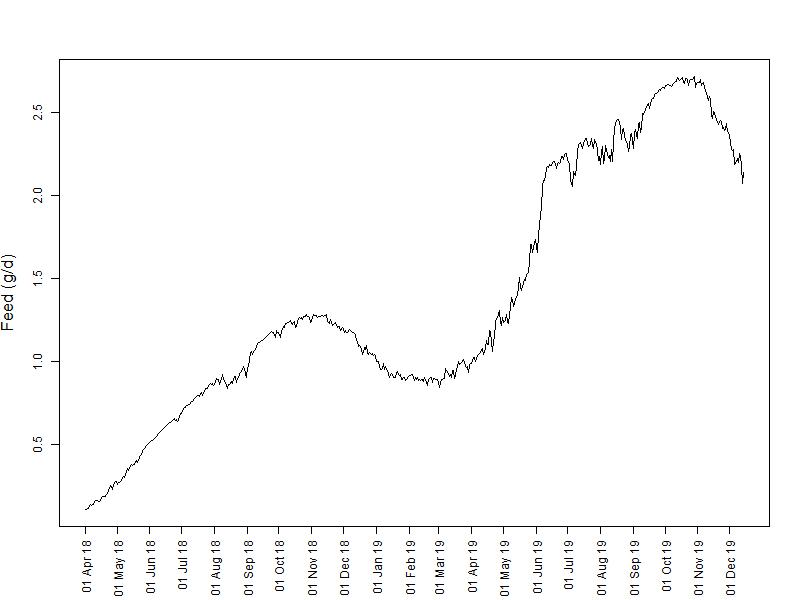 Feed (g/d)
2.5
2.0
1.5
1.0
0.5
01 Apr 18
01 May 18
01 Jun 18
01 Jul 18
01 Aug 18
01 Sep 18
01 Oct 18
01 Nov 18
01 Dec 18
01 Jan 19
01 Feb 19
01 Mar 19
01 Apr 19
01 May 19
01 Jun 19
01 Jul 19
01 Aug 19
01 Sep 19
01 Oct 19
01 Nov 19
01 Dec 19